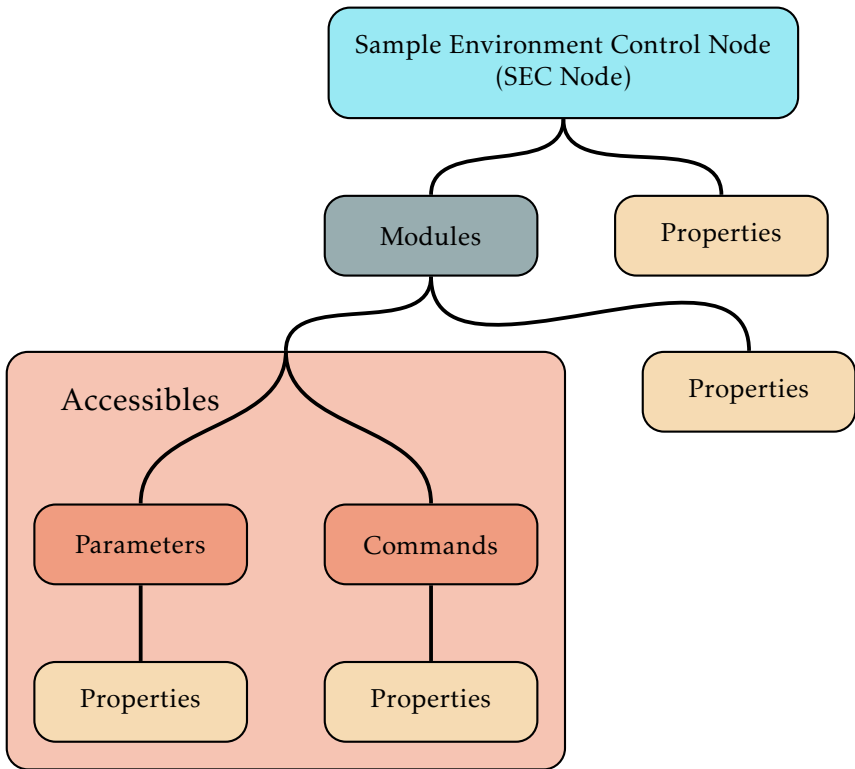 Sample Environment Control Node
(SEC Node)
Modules
Properties
Accessibles
Properties
Parameters
Commands
Properties
Properties